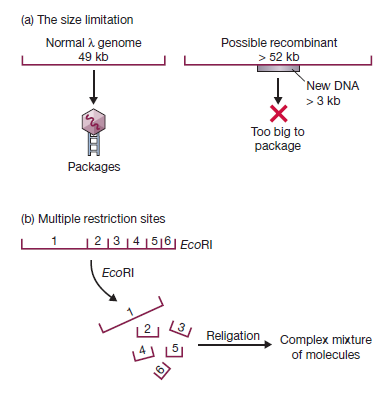 (a) The size limitation
Normal λ genome
49 kb
Possible recombinant
> 52 kb
New DNA
> 3 kb
Too big to
package
Packages
(b) Multiple restriction sites
1 2 3 4 5 6 EcoRI
EcoRI
1
2 3
4 5
6
Religation
Complex mixture
of molecules